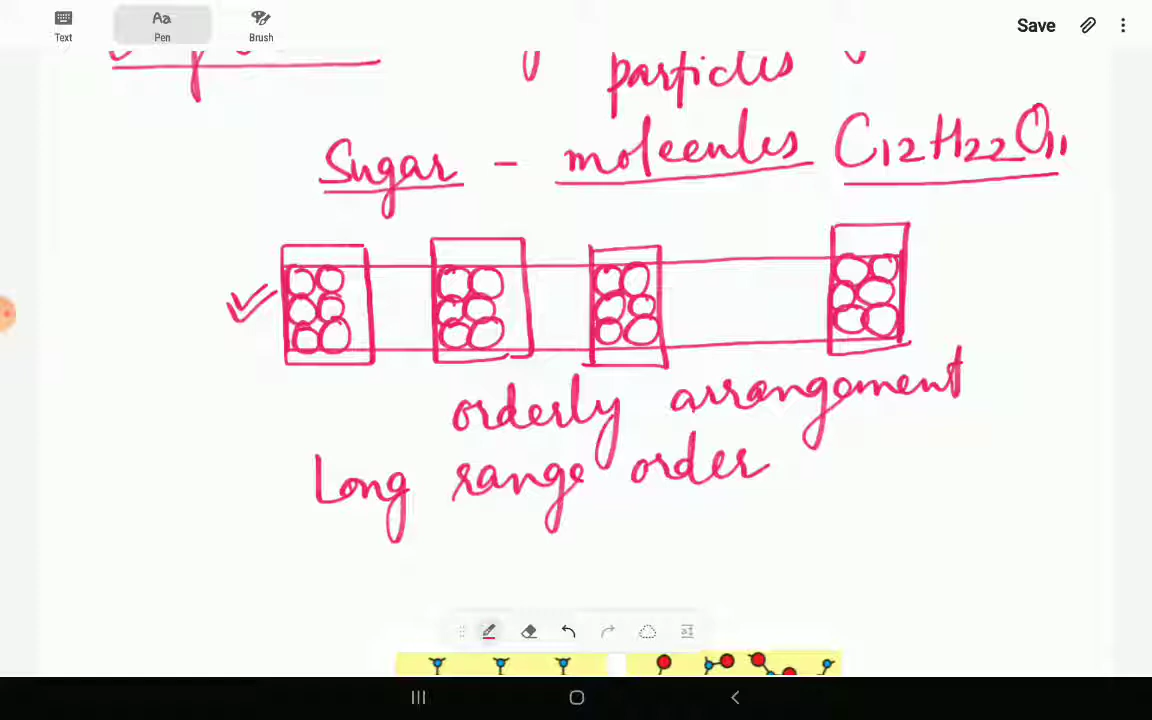 Text Pen Brush Save
particles
Sugar - molecules C12H22O11
orderly arrangement
Long range order